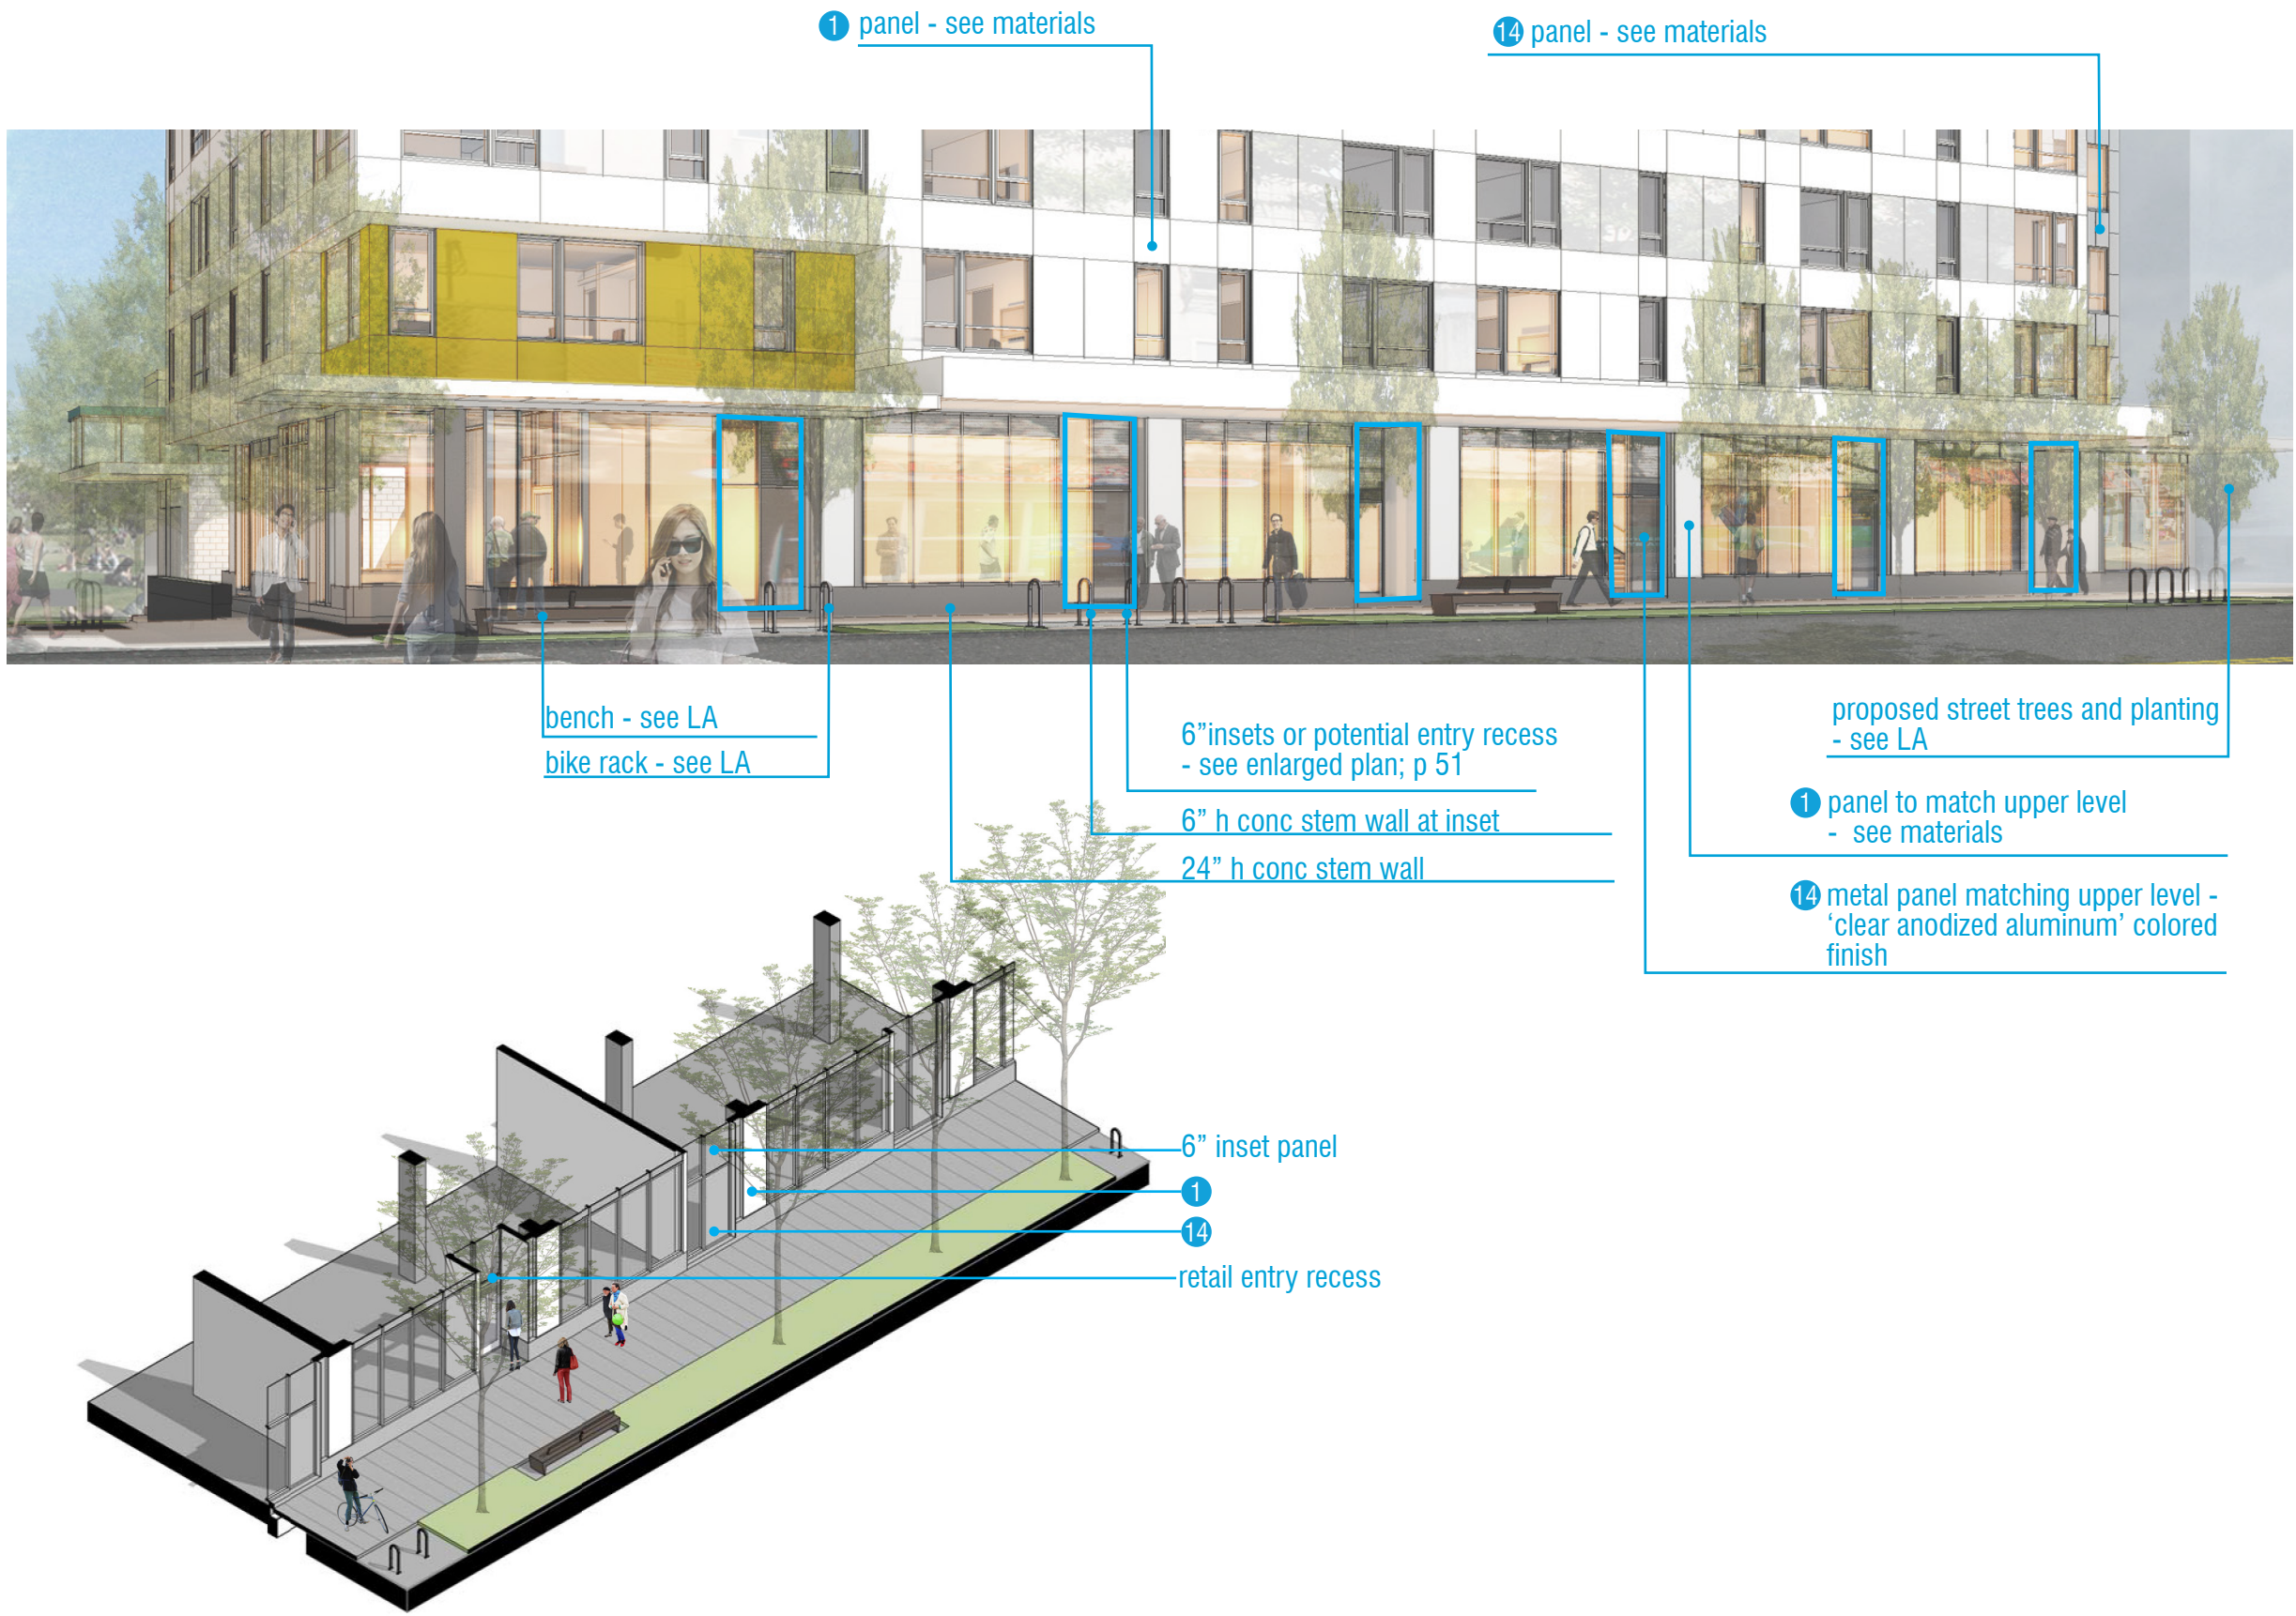 1 panel - see materials
14 panel - see materials
bench - see LA
bike rack - see LA
6”insets or potential entry recess
- see enlarged plan; p 51
6” h conc stem wall at inset
24” h conc stem wall
proposed street trees and planting
- see LA
1 panel to match upper level
- see materials
14 metal panel matching upper level -
‘clear anodized aluminum’ colored
finish
6” inset panel
1
14
retail entry recess